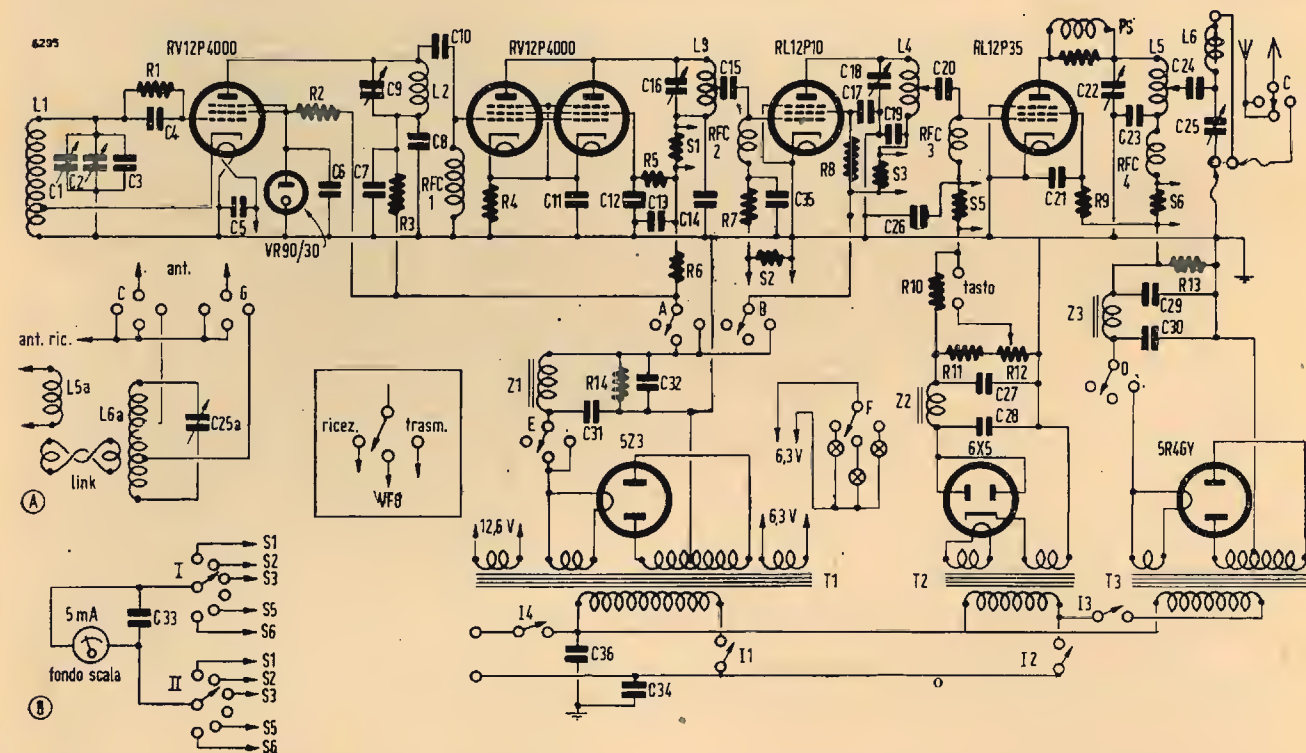 6295
RV12P4000
RV12P4000
RL12P10
RL12P35
L1
R1
C4
C1
C2
C3
C5
R2
VR90/30
C6
C7
C9
R3
C10
L2
C8
RFC 1
R4
C11
C12
R5
C13
C14
C16
S1
R6
L3
C15
RFC 2
R7
S2
C35
C18
C17
C19
R8
S3
L4
C20
RFC 3
C26
S5
C21
R9
PS
C22
C23
L5
C24
RFC 4
S6
L6
C25
C
ant.
C
G
ant. ric.
L5a
L6a
C25a
link
A
ricez.
trasm.
VFO
A
B
Z1
R14
C32
C31
E
5Z3
F
6,3 V
R10
tasto
R11
R12
Z2
C27
C28
6X5
Z3
R13
C29
C30
D
5R4GY
12,6 V
6,3 V
T1
T2
T3
I4
C36
C34
I1
I2
I3
I
S1
S2
S3
S5
S6
5 mA
C33
fondo scala
II
S1
S2
S3
S5
S6
B